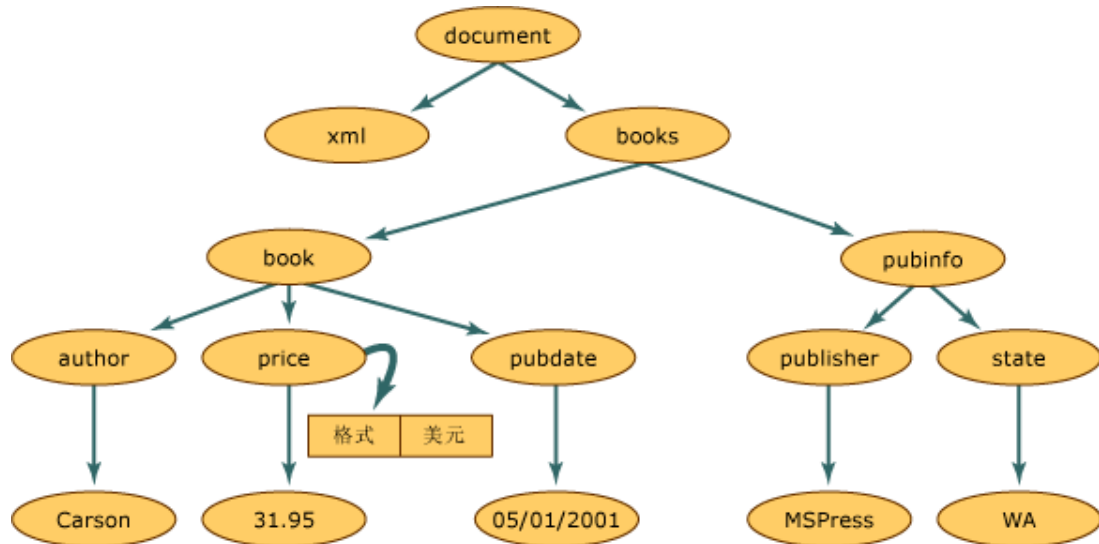 document
xml
books
book
pubinfo
author
price
pubdate
publisher
state
格式
美元
Carson
31.95
05/01/2001
MSPress
WA